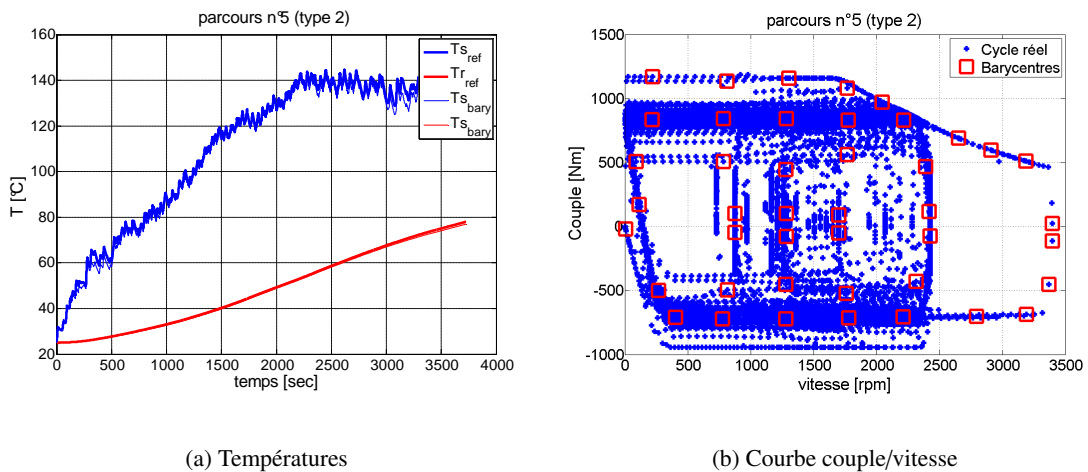 parcours n°5 (type 2)
160
140
120
100
80
60
40
20
0
500
1000
1500
2000
2500
3000
3500
4000
T [°C]
temps [sec]
Ts_ref
Tr_ref
Ts_bary
Ts_bary
(a) Températures
parcours n°5 (type 2)
1500
1000
500
0
-500
-1000
0
500
1000
1500
2000
2500
3000
3500
Couple [Nm]
vitesse [rpm]
Cycle réel
Barycentres
(b) Courbe couple/vitesse